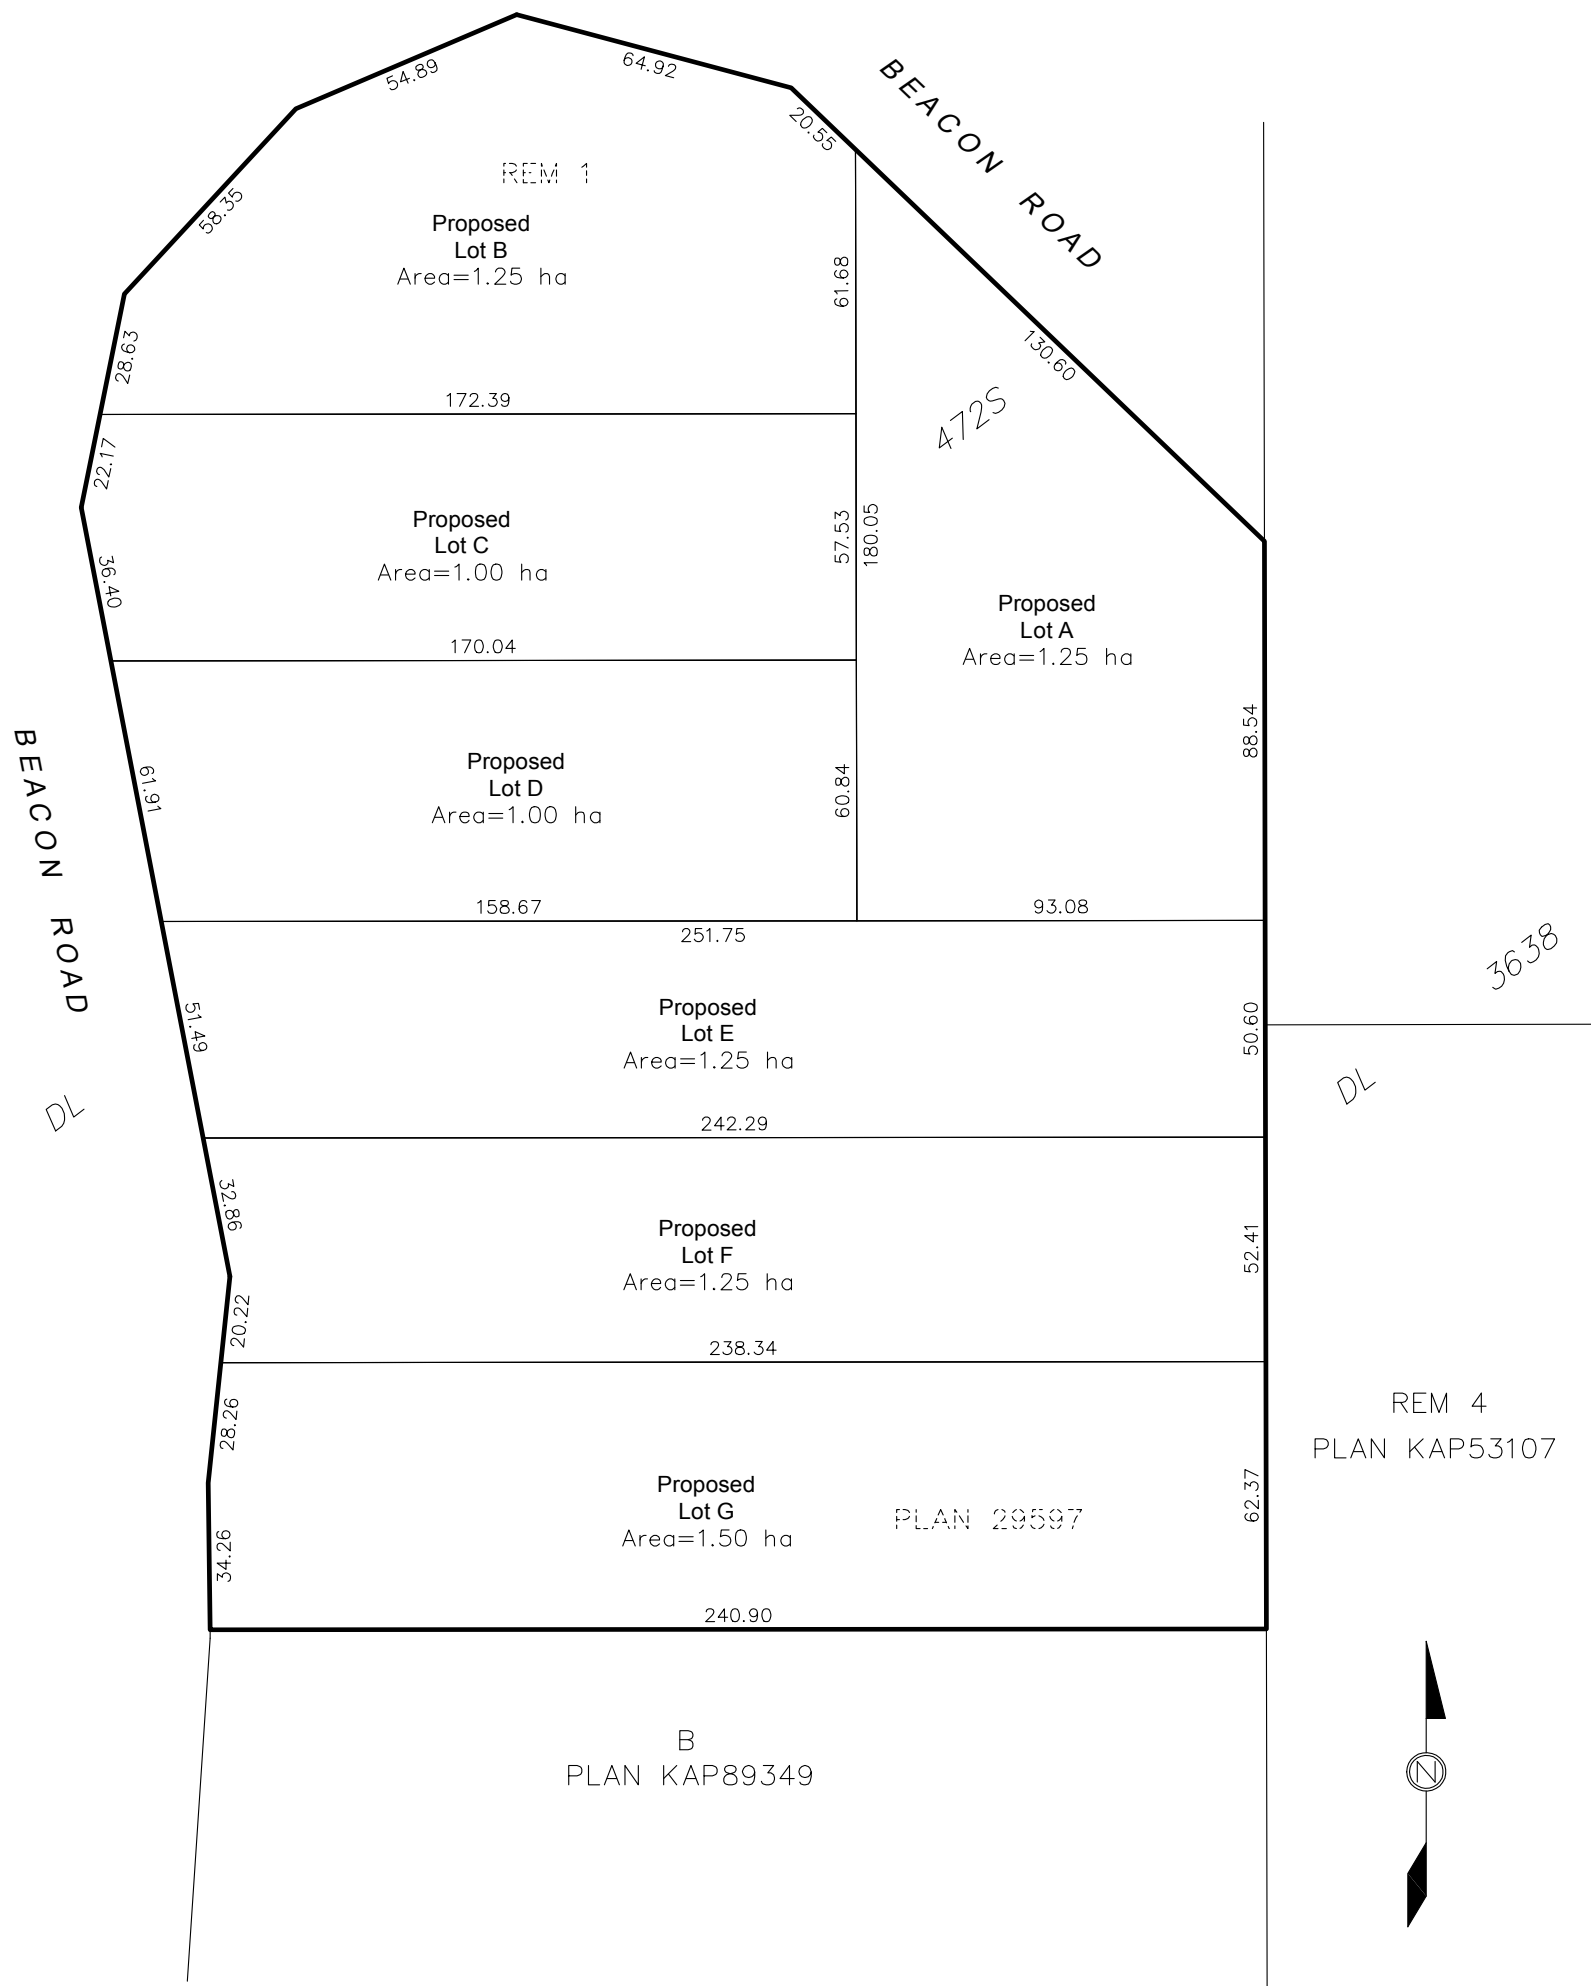 54.89
64.92
20.55
BEACON ROAD
REM 1
58.35
Proposed
Lot B
Area=1.25 ha
61.68
130.60
28.63
172.39
472S
22.17
Proposed
Lot C
Area=1.00 ha
57.53
180.05
36.40
170.04
Proposed
Lot A
Area=1.25 ha
88.54
BEACON ROAD
61.91
Proposed
Lot D
Area=1.00 ha
60.84
158.67
93.08
251.75
3638
51.49
Proposed
Lot E
Area=1.25 ha
50.60
DL
DL
242.29
32.86
Proposed
Lot F
Area=1.25 ha
52.41
20.22
238.34
28.26
REM 4
PLAN KAP53107
Proposed
Lot G
Area=1.50 ha
PLAN 29597
62.37
34.26
240.90
B
PLAN KAP89349
N